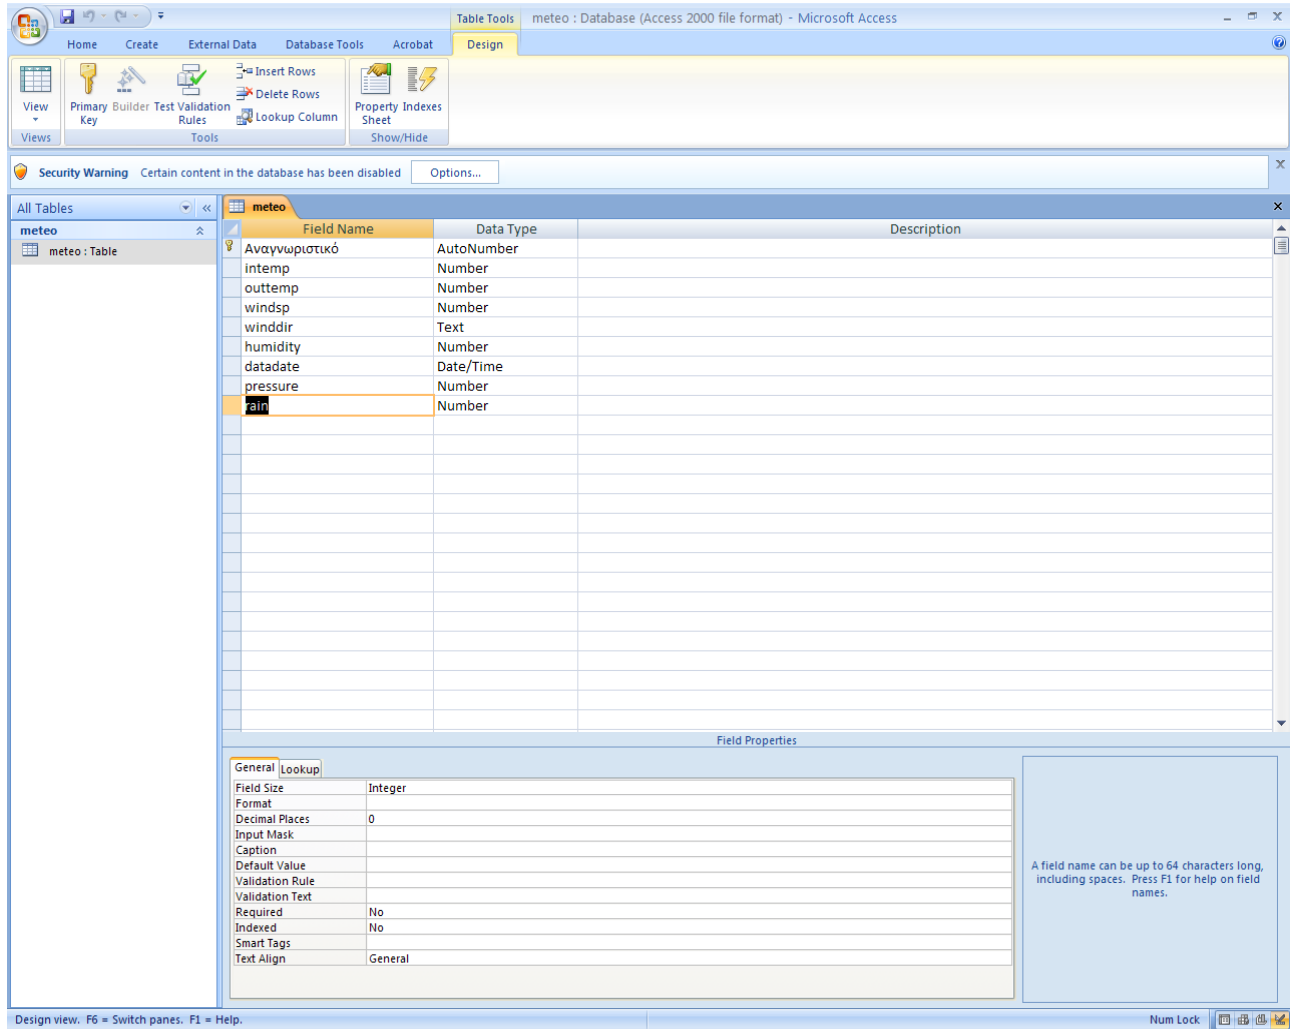 Table Tools meteo : Database (Access 2000 file format) - Microsoft Access
Home Create External Data Database Tools Acrobat Design
View
Views
Primary Key
Builder
Test Validation Rules
Insert Rows
Delete Rows
Lookup Column
Tools
Property Sheet
Indexes
Show/Hide
Security Warning Certain content in the database has been disabled Options...
All Tables
meteo
meteo : Table
meteo
Field Name Data Type Description
Αναγνωριστικό AutoNumber
intemp Number
outtemp Number
windsp Number
winddir Text
humidity Number
datadate Date/Time
pressure Number
rain Number
Field Properties
General Lookup
Field Size Integer
Format
Decimal Places 0
Input Mask
Caption
Default Value
Validation Rule
Validation Text
Required No
Indexed No
Smart Tags
Text Align General
A field name can be up to 64 characters long,
including spaces. Press F1 for help on field
names.
Design view. F6 = Switch panes. F1 = Help. Num Lock